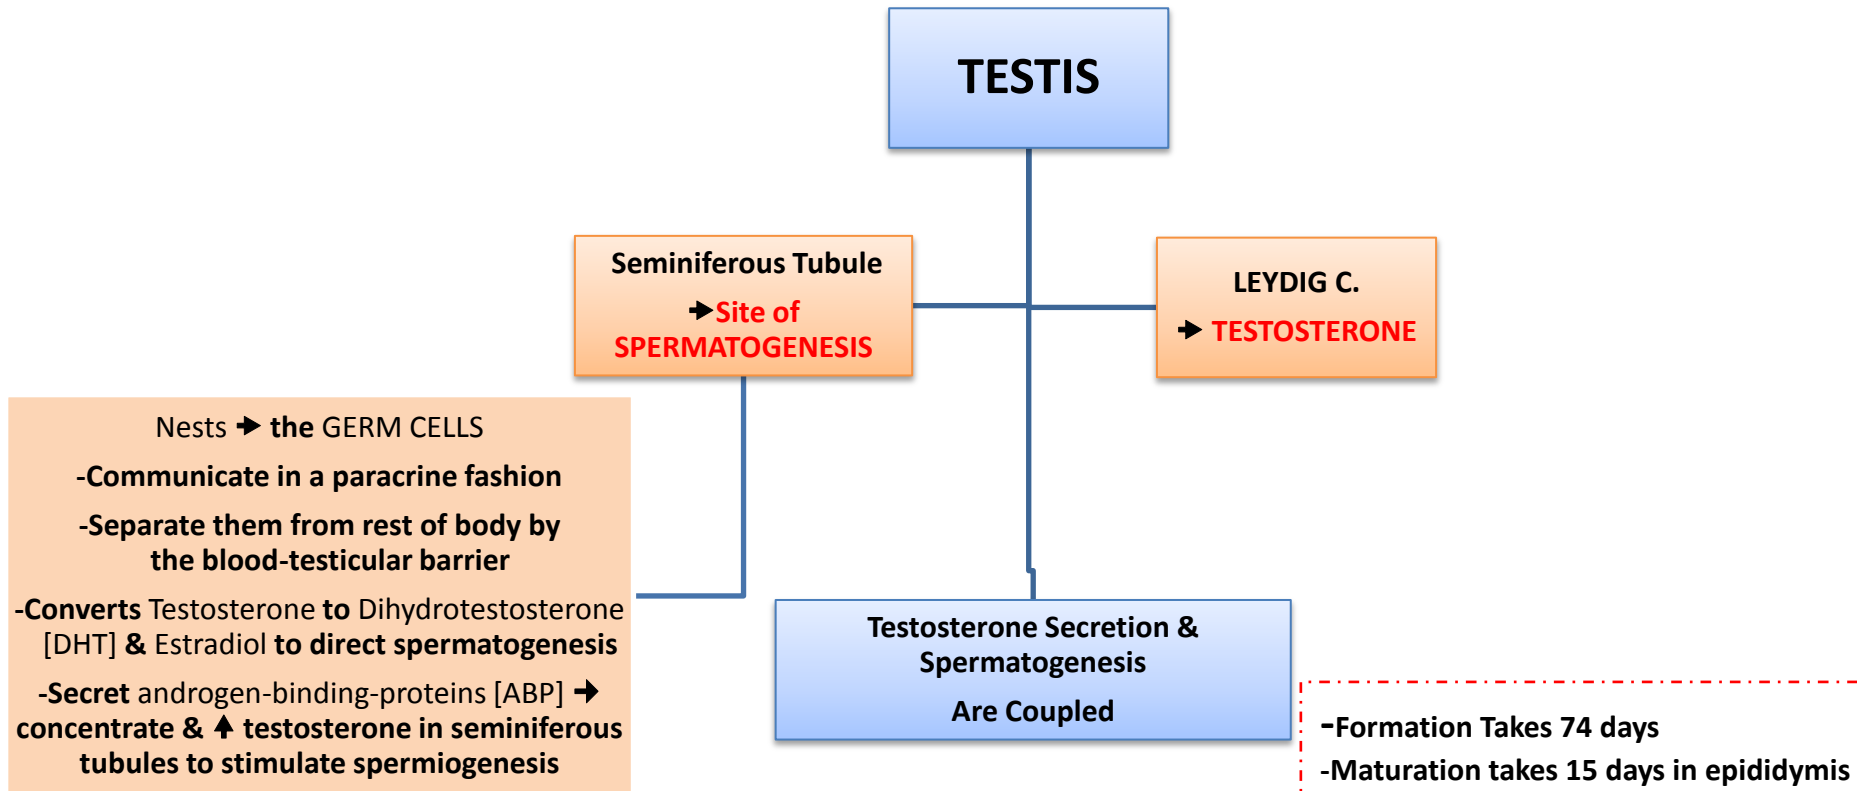 TESTIS
Seminiferous Tubule
➔Site of
SPERMATOGENESIS
LEYDIG C.
➔ TESTOSTERONE
Nests ➔ the GERM CELLS
-Communicate in a paracrine fashion
-Separate them from rest of body by
the blood-testicular barrier
-Converts Testosterone to Dihydrotestosterone
[DHT] & Estradiol to direct spermatogenesis
-Secret androgen-binding-proteins [ABP] ➔
concentrate & ↑ testosterone in seminiferous
tubules to stimulate spermiogenesis
Testosterone Secretion &
Spermatogenesis
Are Coupled
-Formation Takes 74 days
-Maturation takes 15 days in epididymis